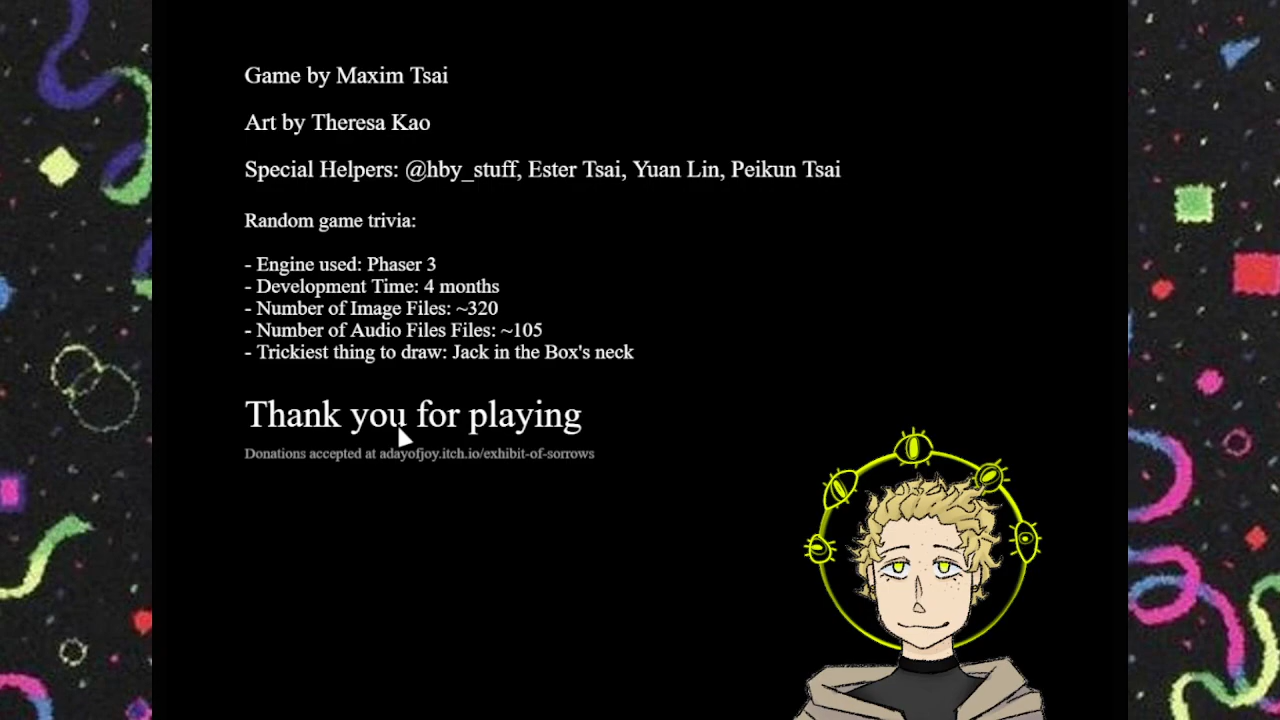 Game by Maxim Tsai
Art by Theresa Kao
Special Helpers: @hby_stuff, Ester Tsai, Yuan Lin, Peikun Tsai
Random game trivia:
- Engine used: Phaser 3
- Development Time: 4 months
- Number of Image Files: ~320
- Number of Audio Files Files: ~105
- Trickiest thing to draw: Jack in the Box's neck
Thank you for playing
Donations accepted at adayofjoy.itch.io/exhibit-of-sorrows